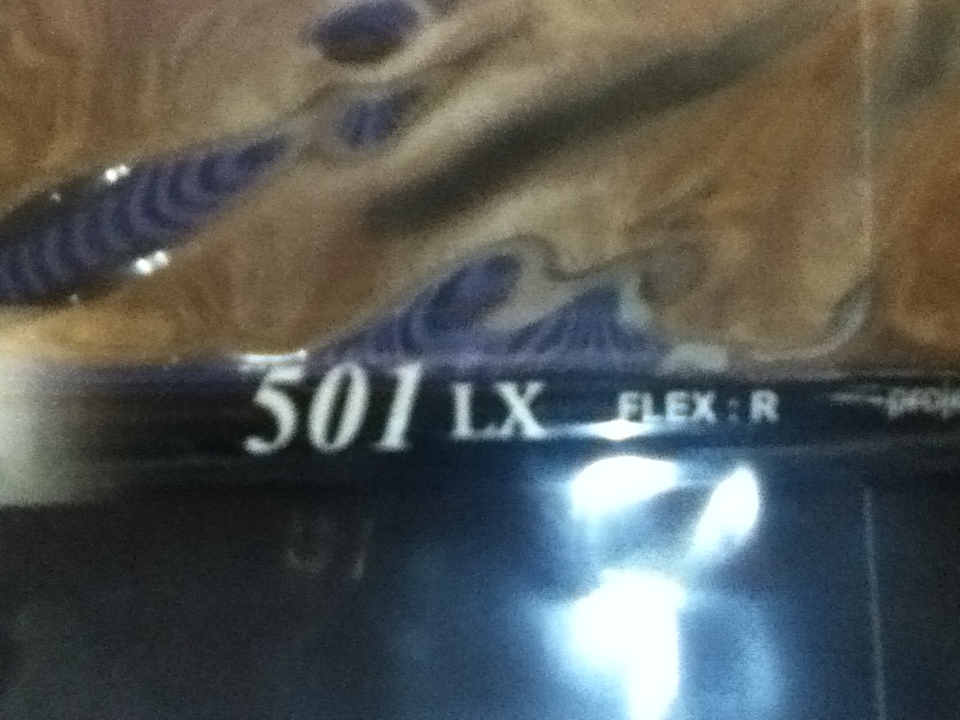 501 LX FLEX : R